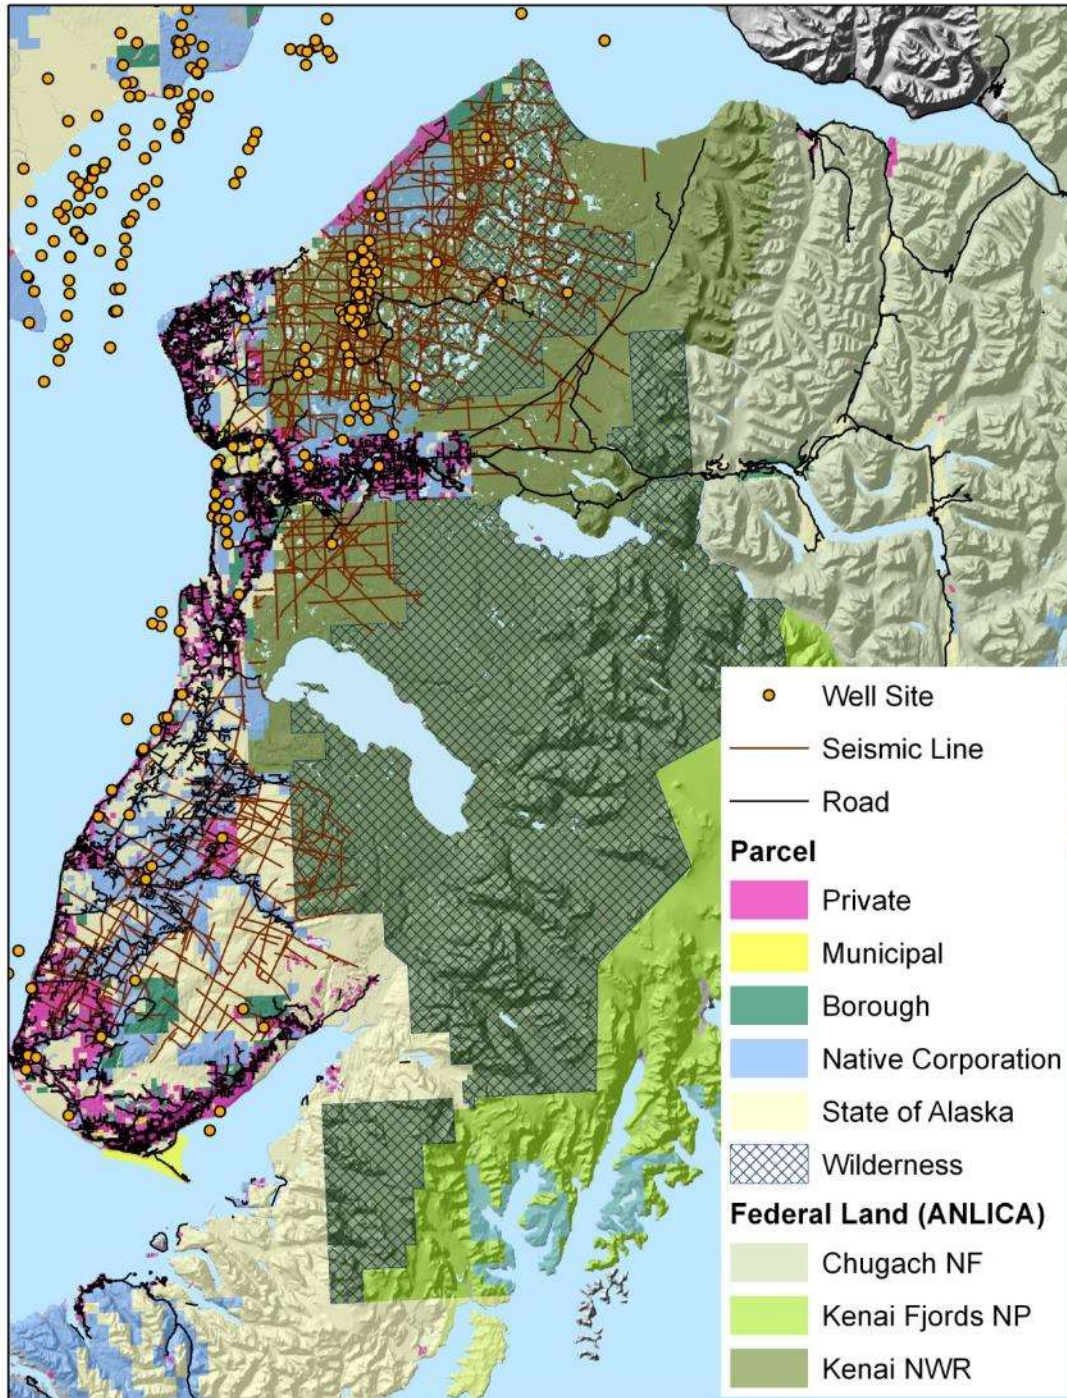 Well Site
Seismic Line
Road
Parcel
Private
Municipal
Borough
Native Corporation
State of Alaska
Wilderness
Federal Land (ANLICA)
Chugach NF
Kenai Fjords NP
Kenai NWR